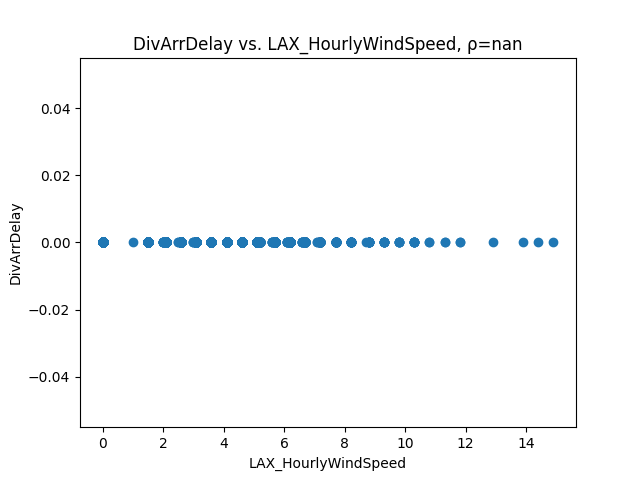 DivArrDelay vs. LAX_HourlyWindSpeed, ρ=nan
0.04
0.02
0.00
−0.02
−0.04
DivArrDelay
0 2 4 6 8 10 12 14
LAX_HourlyWindSpeed